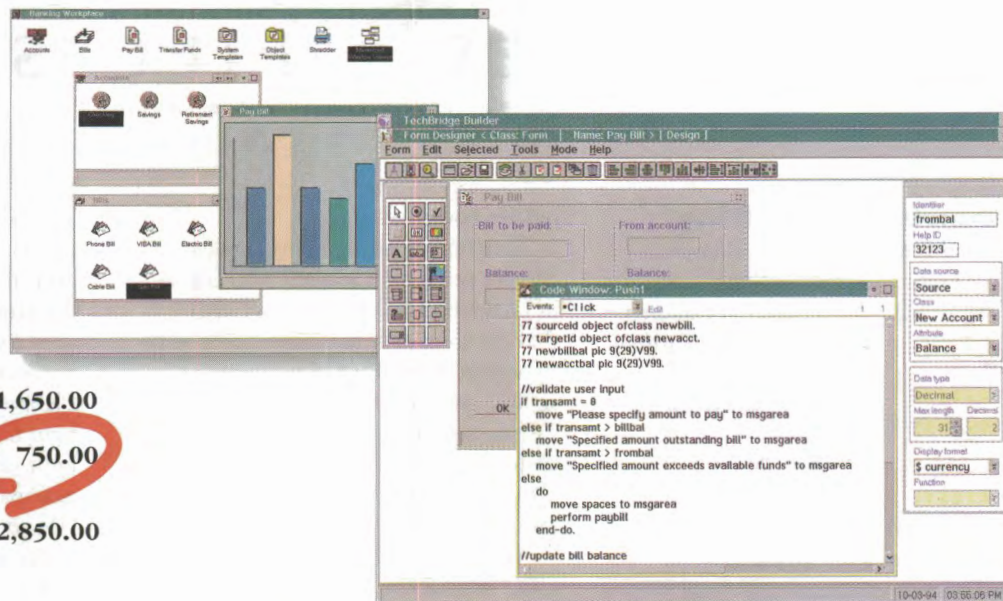 Banking Workplace
Accounts
Bills
Pay Bill
Transfer Funds
System Templates
Object Templates
Shredder
Accounts
Savings
Retirement Savings
Bills
Phone Bill
VISA Bill
Electric Bill
Cable Bill
Pay Bill
TechBridge Builder
Form Designer < Class: Form | Name: Pay Bill > [ Design ]
Form Edit Selected Tools Mode Help
Pay Bill
Bill to be paid:
From account:
Balance:
Balance:
OK
Code Window: Push1
Events: *Click
Edit
1 1
77 sourceid object ofclass newbill.
77 targetid object ofclass newacct.
77 newbillbal pic 9(29)V99.
77 newacctbal pic 9(29)V99.
//validate user input
if transamt = 0
move "Please specify amount to pay" to msgarea
else if transamt > billbal
move "Specified amount outstanding bill" to msgarea
else if transamt > frombal
move "Specified amount exceeds available funds" to msgarea
else
do
move spaces to msgarea
perform paybill
end-do.
//update bill balance
Identifier
frombal
Help ID
32123
Data source
Source
Class
New Account
Attribute
Balance
Data type
Decimal
Max length Decimal
31 2
Display format
$ currency
Function
10-03-94 03:55:06 PM
1,650.00
750.00
2,850.00